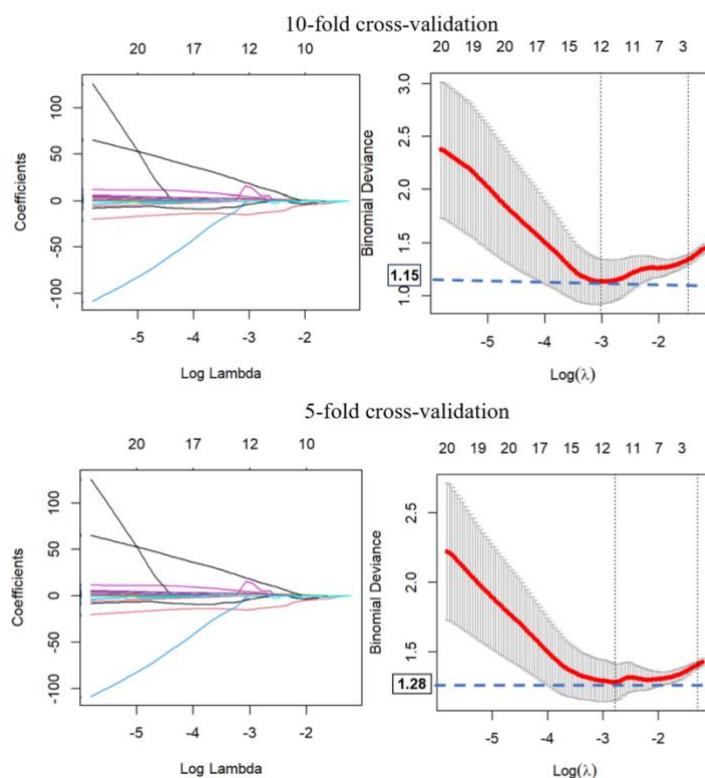 10-fold cross-validation
20 17 12 10
Coefficients
100
50
0
-50
-100
-5 -4 -3 -2
Log Lambda
20 19 20 17 15 12 11 7 3
Binomial Deviance
3.0
2.5
2.0
1.5
1.15
1.0
-5 -4 -3 -2
Log(λ)
5-fold cross-validation
20 17 12 10
Coefficients
100
50
0
-50
-100
-5 -4 -3 -2
Log Lambda
20 19 20 17 15 12 11 7 3
Binomial Deviance
2.5
2.0
1.5
1.28
-5 -4 -3 -2
Log(λ)